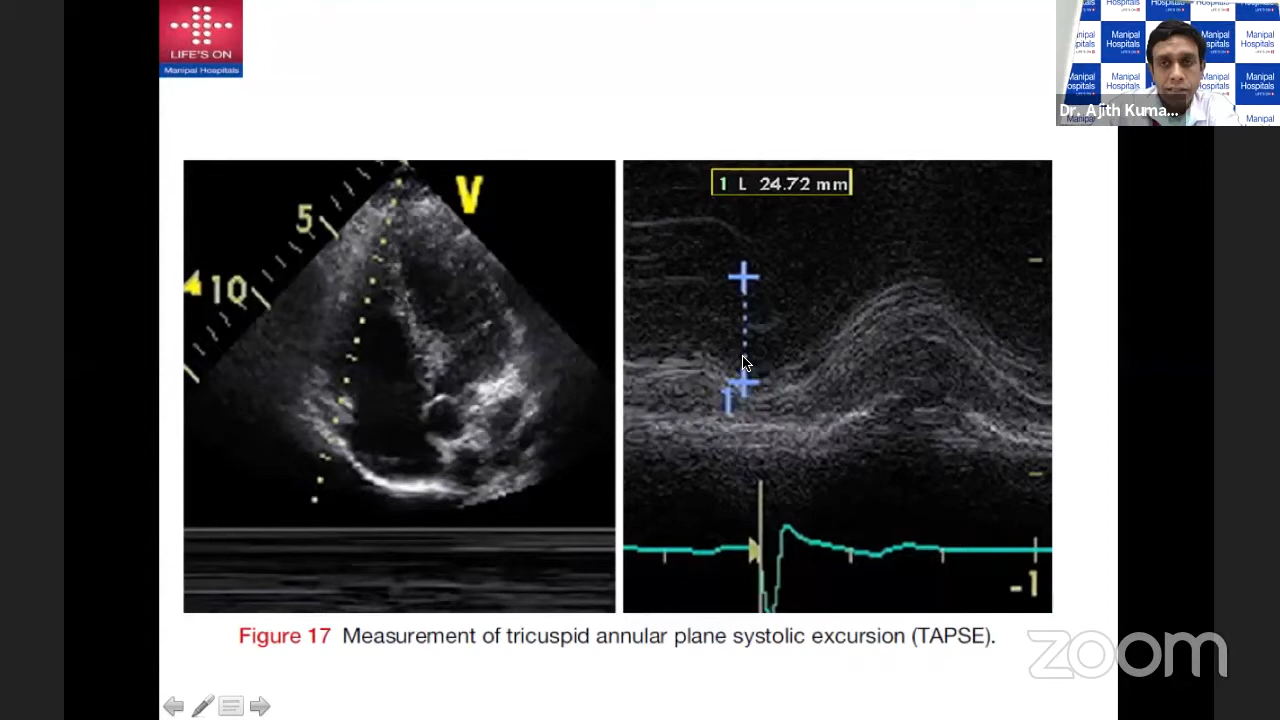 LIFE'S ON
Manipal Hospitals
Manipal
Hospitals
Dr. Ajith Kuma...
V
5
10
1 L 24.72 mm
1
-1
Figure 17 Measurement of tricuspid annular plane systolic excursion (TAPSE).
zoom